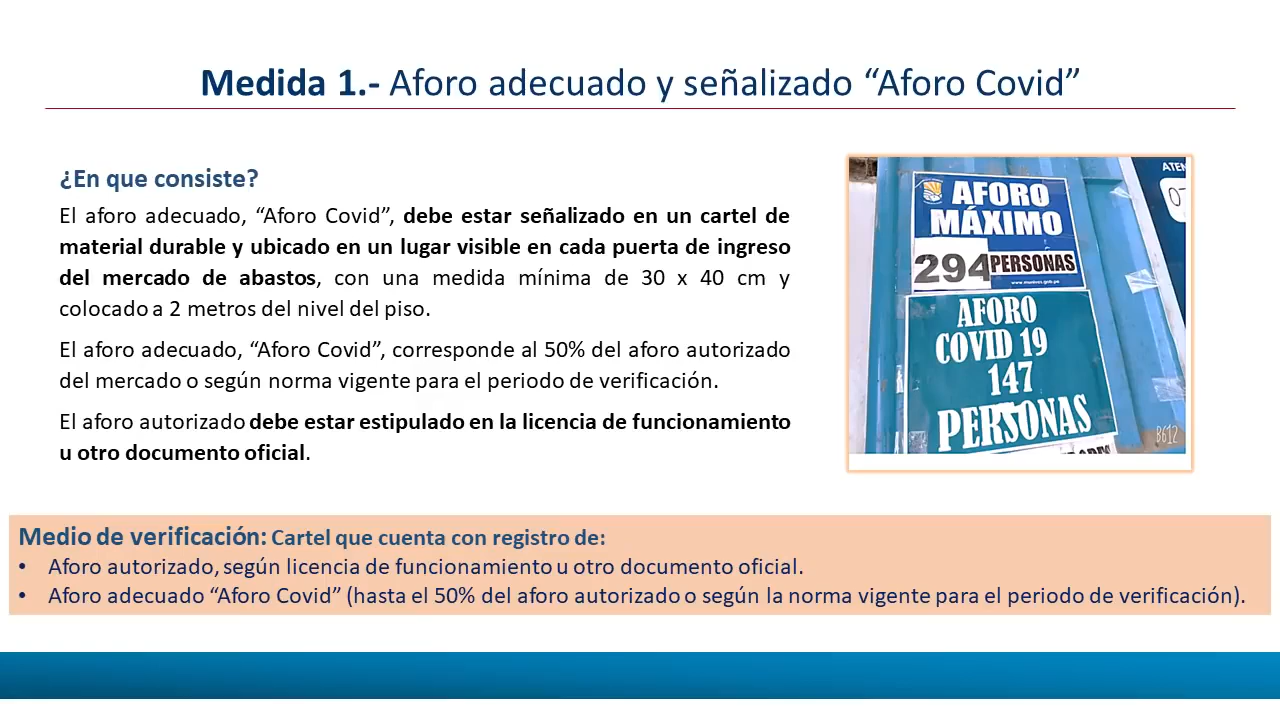 Medida 1.- Aforo adecuado y señalizado “Aforo Covid”
¿En que consiste?
El aforo adecuado, “Aforo Covid”, debe estar señalizado en un cartel de
material durable y ubicado en un lugar visible en cada puerta de ingreso
del mercado de abastos, con una medida mínima de 30 x 40 cm y
colocado a 2 metros del nivel del piso.
El aforo adecuado, “Aforo Covid”, corresponde al 50% del aforo autorizado
del mercado o según norma vigente para el periodo de verificación.
El aforo autorizado debe estar estipulado en la licencia de funcionamiento
u otro documento oficial.
AFORO
MÁXIMO
294 PERSONAS
AFORO
COVID 19
147
PERSONAS
B612
Medio de verificación: Cartel que cuenta con registro de:
• Aforo autorizado, según licencia de funcionamiento u otro documento oficial.
• Aforo adecuado “Aforo Covid” (hasta el 50% del aforo autorizado o según la norma vigente para el periodo de verificación).